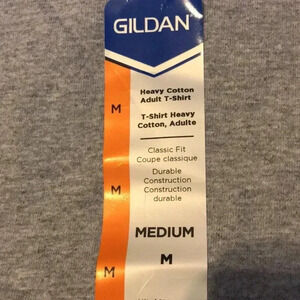 GILDAN
Heavy Cotton
Adult T-Shirt
M
T-Shirt Heavy
Cotton, Adulte
Classic Fit
Coupe classique
Durable
Construction
M
Construction
durable
MEDIUM
M
M